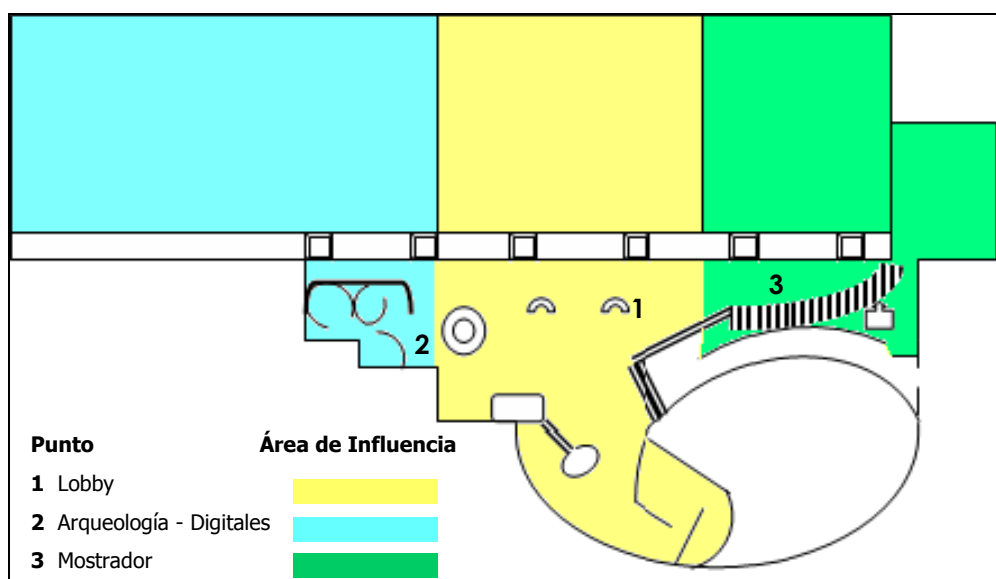 3
1
2
Punto Área de Influencia
1 Lobby
2 Arqueología - Digitales
3 Mostrador